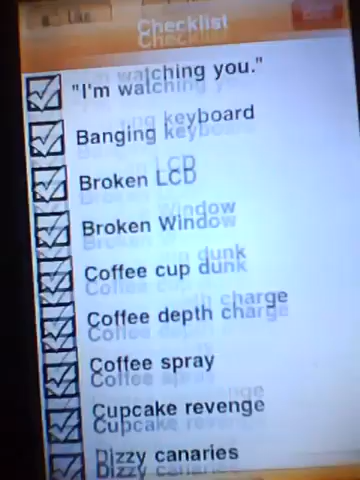 Checklist
"I'm watching you."
Banging keyboard
Broken LCD
Broken Window
Coffee cup dunk
Coffee depth charge
Coffee spray
Cupcake revenge
Dizzy canaries